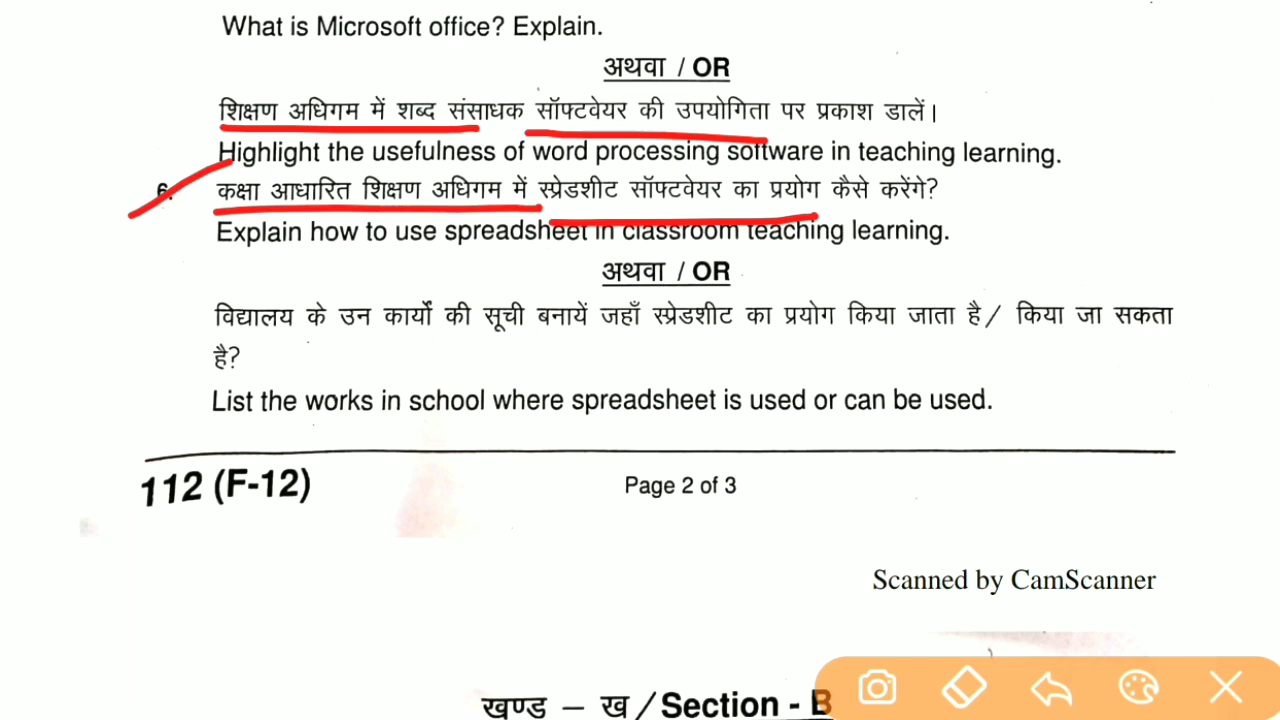 What is Microsoft office? Explain.
अथवा / OR
शिक्षण अधिगम में शब्द संसाधक सॉफ्टवेयर की उपयोगिता पर प्रकाश डालें।
Highlight the usefulness of word processing software in teaching learning.
6. कक्षा आधारित शिक्षण अधिगम में स्प्रेडशीट सॉफ्टवेयर का प्रयोग कैसे करेंगे?
Explain how to use spreadsheet in classroom teaching learning.
अथवा / OR
विद्यालय के उन कार्यों की सूची बनायें जहाँ स्प्रेडशीट का प्रयोग किया जाता है/ किया जा सकता
है?
List the works in school where spreadsheet is used or can be used.
112 (F-12)
Page 2 of 3
Scanned by CamScanner
खण्ड – ख / Section - B